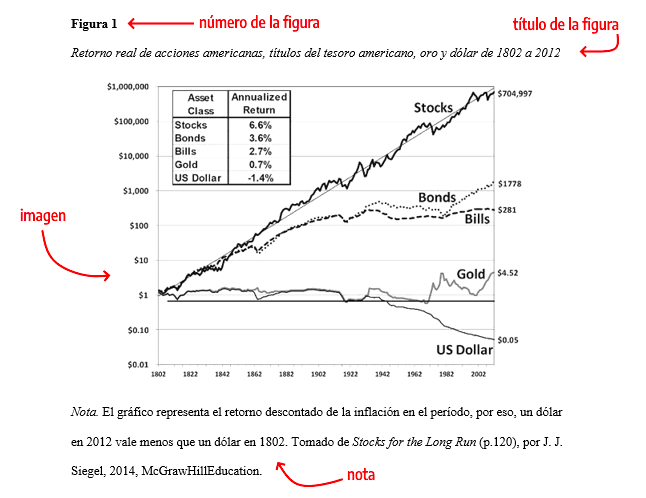 Figura 1
número de la figura
título de la figura
Retorno real de acciones americanas, títulos del tesoro americano, oro y dólar de 1802 a 2012
$1,000,000
$100,000
$10,000
$1,000
$100
$10
$1
$0.10
$0.01
Asset Class Annualized Return
Stocks 6.6%
Bonds 3.6%
Bills 2.7%
Gold 0.7%
US Dollar -1.4%
Stocks
$704,997
Bonds
$1778
Bills
$281
imagen
Gold
$4.52
$0.05
US Dollar
1802 1822 1842 1862 1882 1902 1922 1942 1962 1982 2002
Nota. El gráfico representa el retorno descontado de la inflación en el período, por eso, un dólar
en 2012 vale menos que un dólar en 1802. Tomado de Stocks for the Long Run (p.120), por J. J.
Siegel, 2014, McGrawHillEducation.
nota